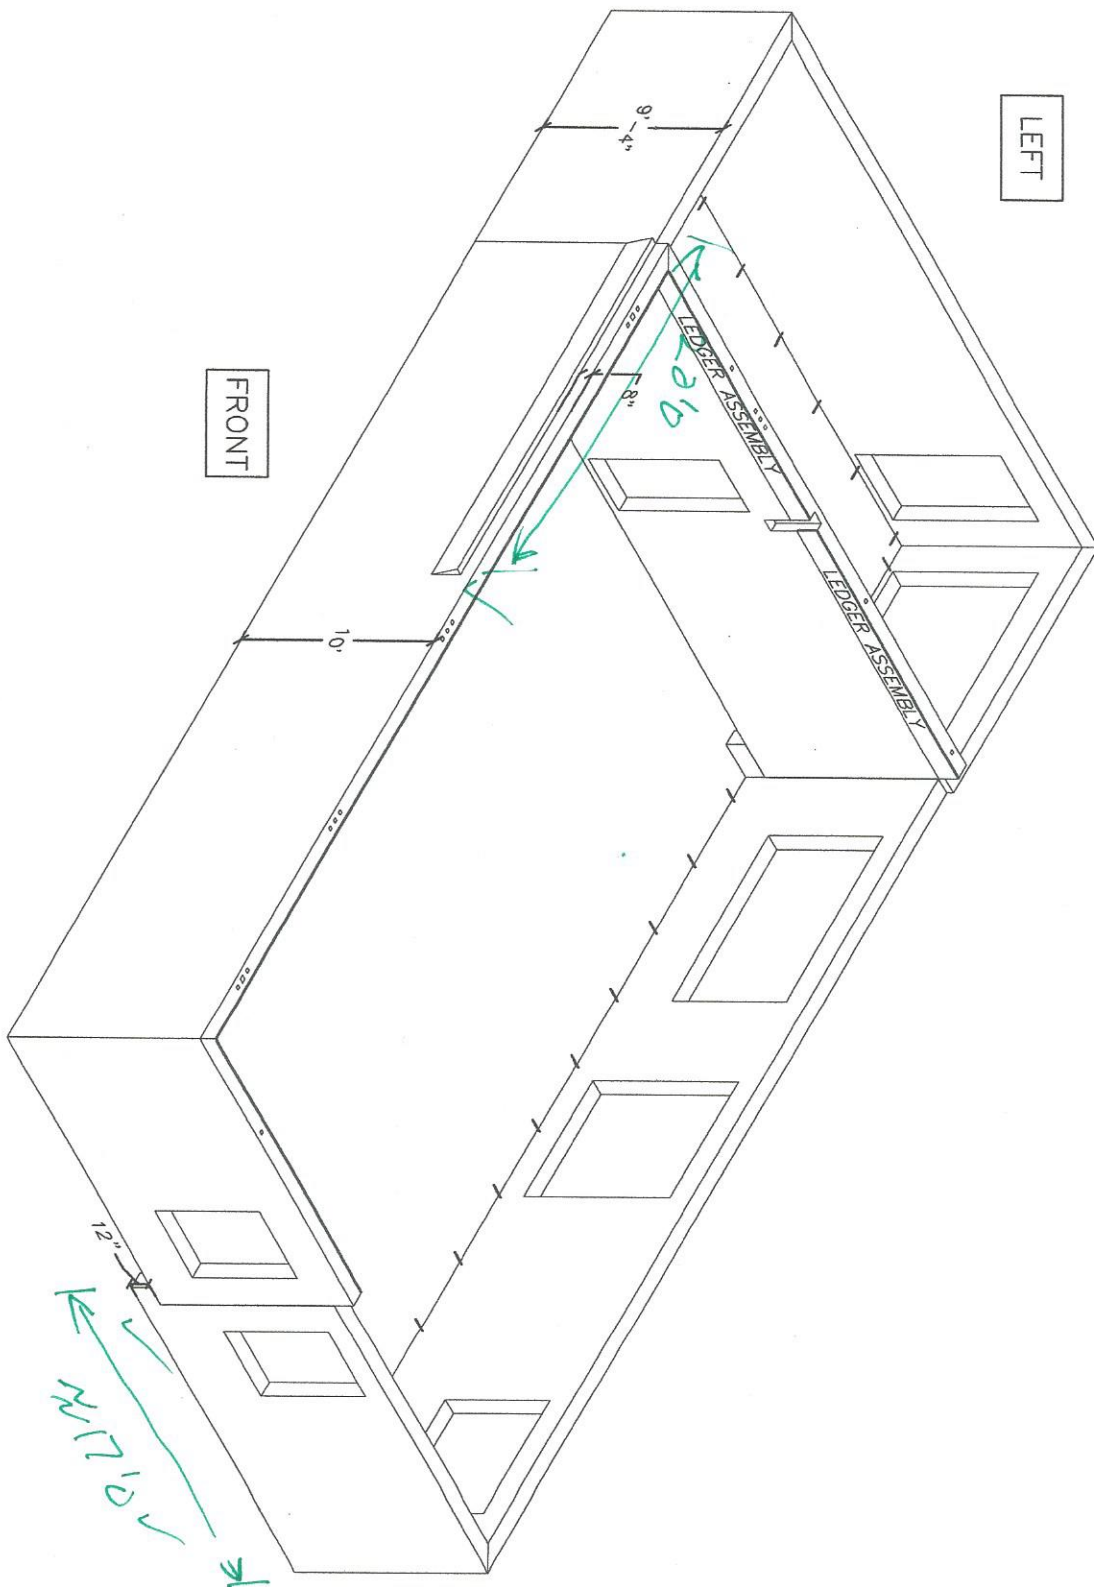 LEFT
9'-4"
LEDGER ASSEMBLY
LEDGER ASSEMBLY
8"
FRONT
10'
12"